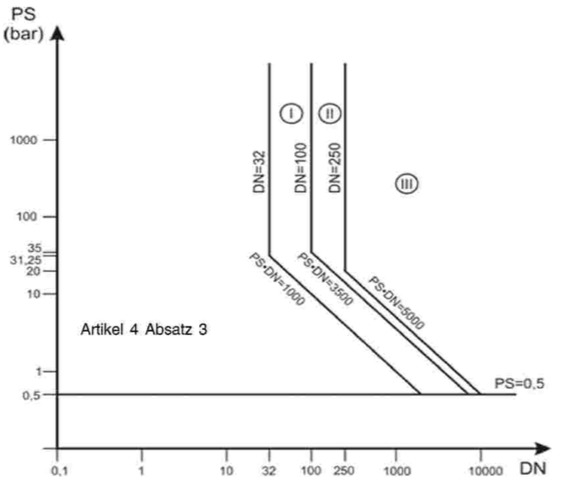 PS
(bar)
I
II
1000
DN=32
DN=100
DN=250
III
100
35
31,25
20
10
PS•DN=1000
PS•DN=3500
PS•DN=5000
Artikel 4 Absatz 3
1
0,5
PS=0,5
0,1
1
10
32
100
250
1000
10000
DN